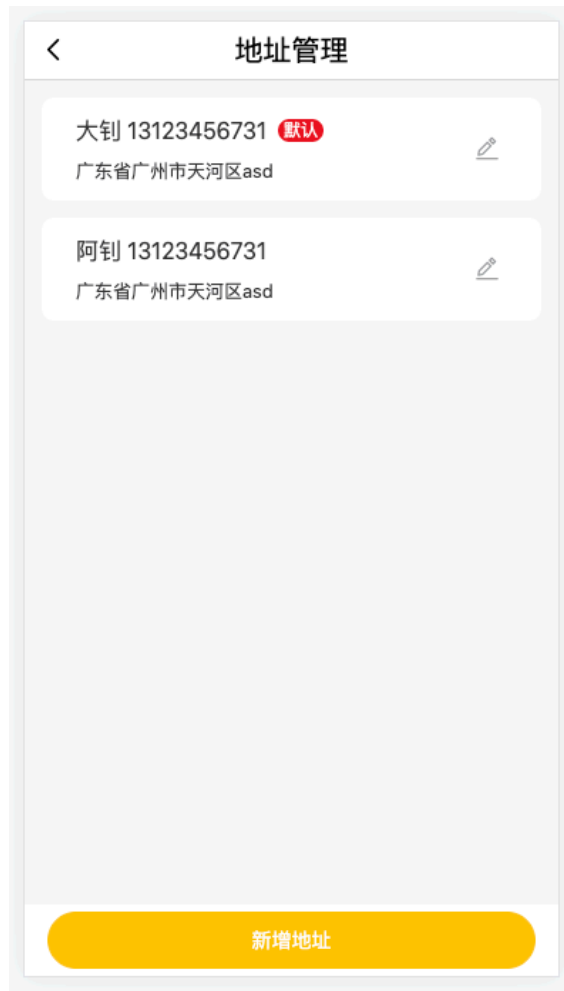 地址管理
大钊 13123456731 默认
广东省广州市天河区asd
阿钊 13123456731
广东省广州市天河区asd
新增地址